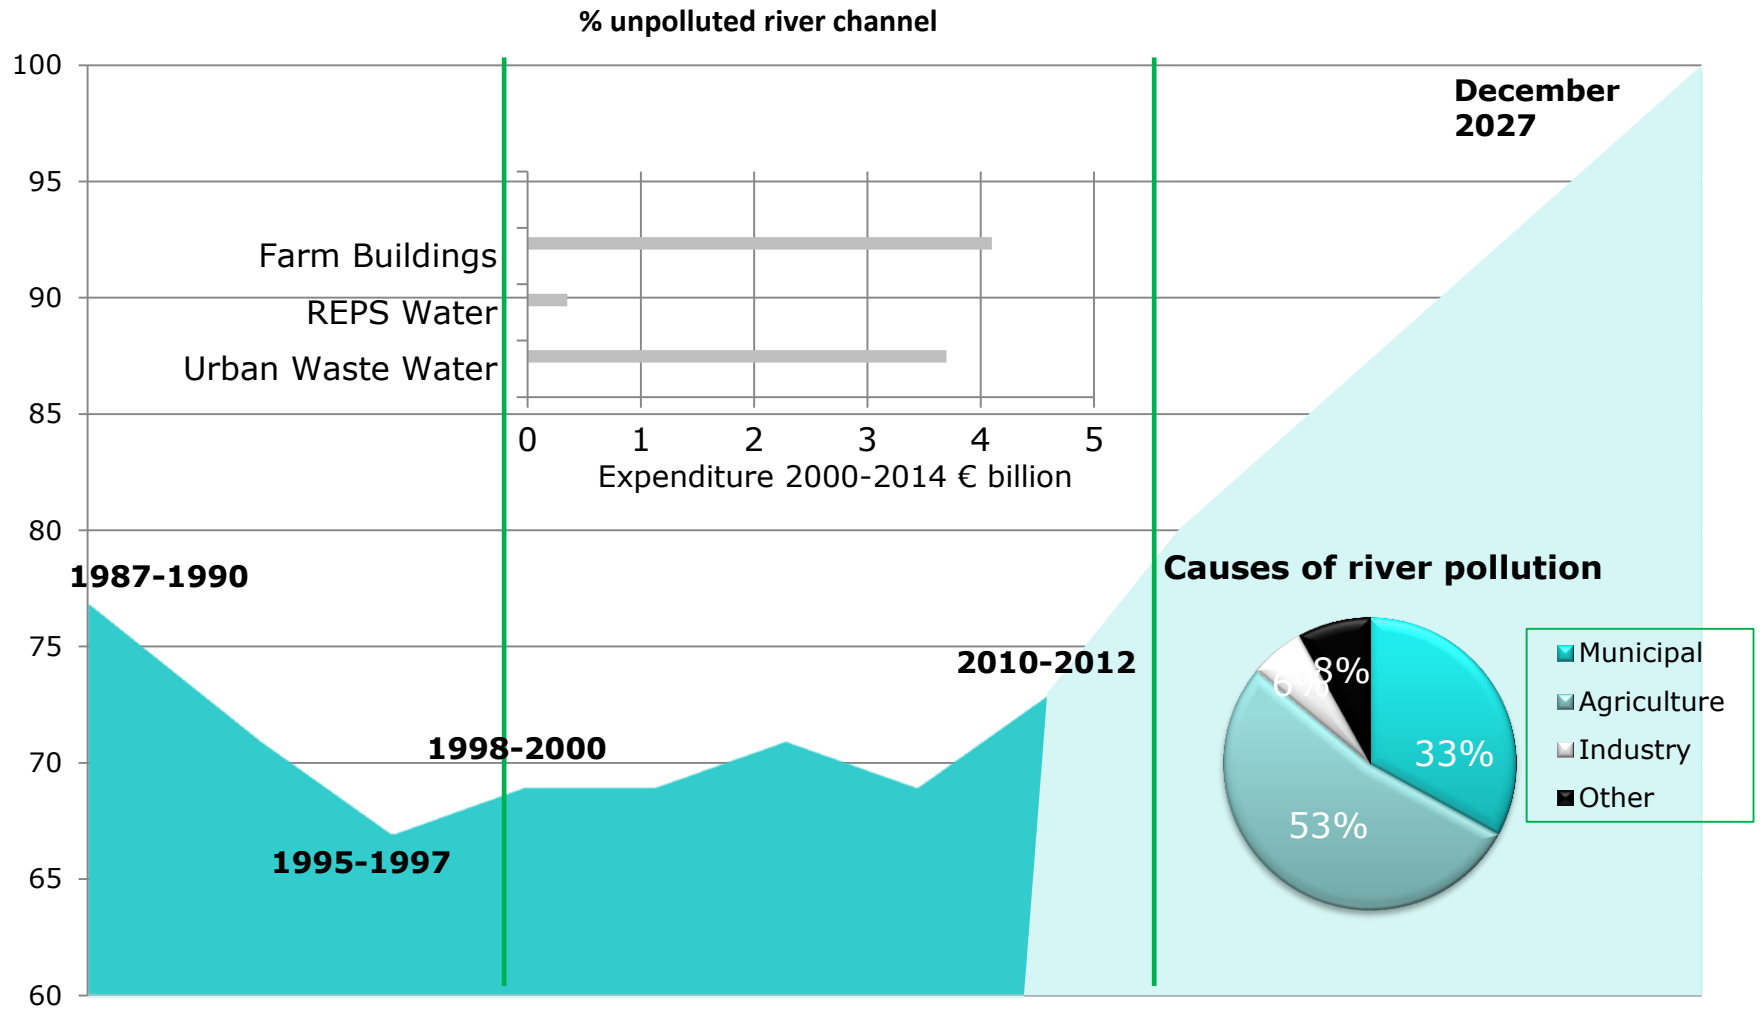 % unpolluted river channel
100
95
90
85
80
75
70
65
60
December
2027
Farm Buildings
REPS Water
Urban Waste Water
0 1 2 3 4 5
Expenditure 2000-2014 € billion
1987-1990
1995-1997
1998-2000
2010-2012
Causes of river pollution
33%
53%
6%
8%
Municipal
Agriculture
Industry
Other